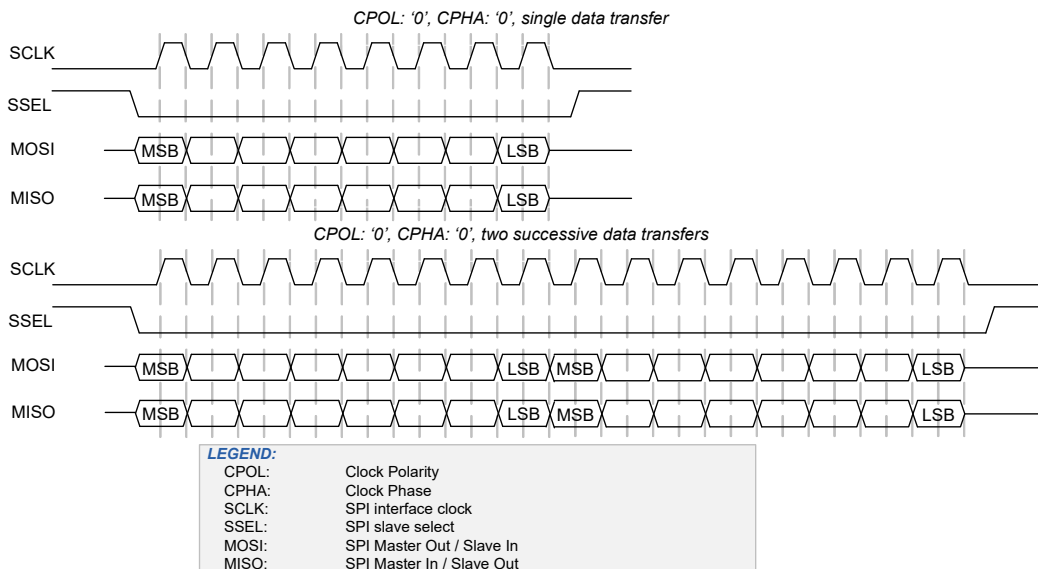 CPOL: ‘0’, CPHA: ‘0’, single data transfer
SCLK
SSEL
MOSI MSB LSB
MISO MSB LSB
CPOL: ‘0’, CPHA: ‘0’, two successive data transfers
SCLK
SSEL
MOSI MSB LSB MSB LSB
MISO MSB LSB MSB LSB
LEGEND:
CPOL: Clock Polarity
CPHA: Clock Phase
SCLK: SPI interface clock
SSEL: SPI slave select
MOSI: SPI Master Out / Slave In
MISO: SPI Master In / Slave Out